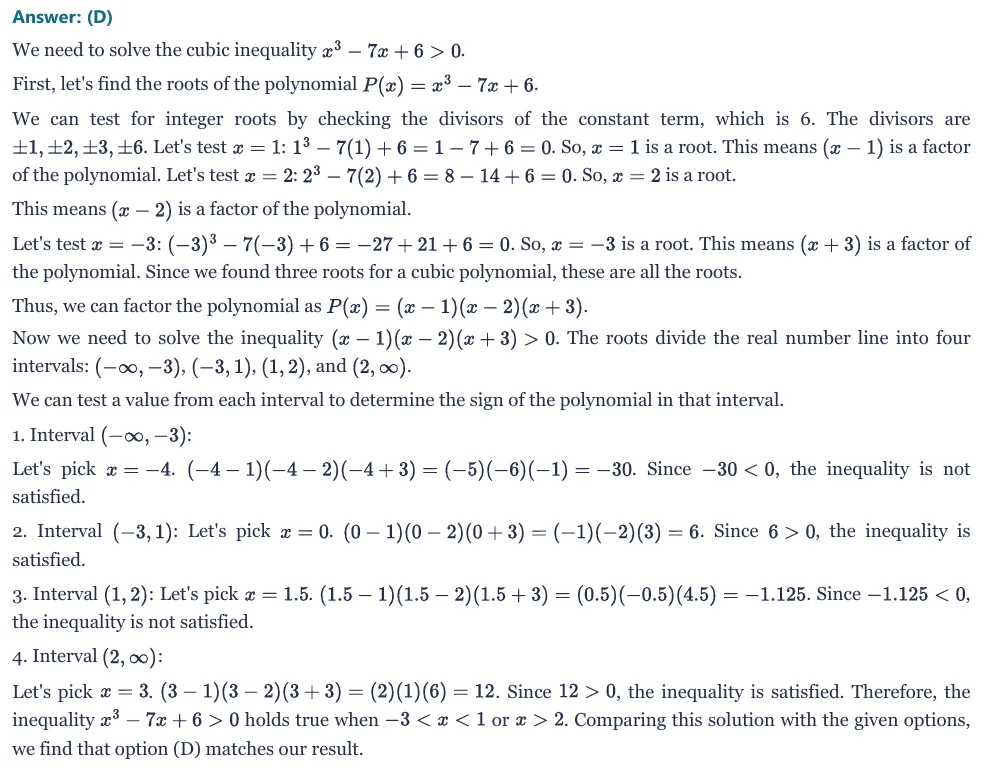 Answer: (D)
We need to solve the cubic inequality x³ − 7x + 6 > 0.
First, let's find the roots of the polynomial P(x) = x³ − 7x + 6.
We can test for integer roots by checking the divisors of the constant term, which is 6. The divisors are
±1, ±2, ±3, ±6. Let's test x = 1: 1³ − 7(1) + 6 = 1 − 7 + 6 = 0. So, x = 1 is a root. This means (x − 1) is a factor
of the polynomial. Let's test x = 2: 2³ − 7(2) + 6 = 8 − 14 + 6 = 0. So, x = 2 is a root.
This means (x − 2) is a factor of the polynomial.
Let's test x = −3: (−3)³ − 7(−3) + 6 = −27 + 21 + 6 = 0. So, x = −3 is a root. This means (x + 3) is a factor of
the polynomial. Since we found three roots for a cubic polynomial, these are all the roots.
Thus, we can factor the polynomial as P(x) = (x − 1)(x − 2)(x + 3).
Now we need to solve the inequality (x − 1)(x − 2)(x + 3) > 0. The roots divide the real number line into four
intervals: (−∞, −3), (−3, 1), (1, 2), and (2, ∞).
We can test a value from each interval to determine the sign of the polynomial in that interval.
1. Interval (−∞, −3):
Let's pick x = −4. (−4 − 1)(−4 − 2)(−4 + 3) = (−5)(−6)(−1) = −30. Since −30 < 0, the inequality is not
satisfied.
2. Interval (−3, 1): Let's pick x = 0. (0 − 1)(0 − 2)(0 + 3) = (−1)(−2)(3) = 6. Since 6 > 0, the inequality is
satisfied.
3. Interval (1, 2): Let's pick x = 1.5. (1.5 − 1)(1.5 − 2)(1.5 + 3) = (0.5)(−0.5)(4.5) = −1.125. Since −1.125 < 0,
the inequality is not satisfied.
4. Interval (2, ∞):
Let's pick x = 3. (3 − 1)(3 − 2)(3 + 3) = (2)(1)(6) = 12. Since 12 > 0, the inequality is satisfied. Therefore, the
inequality x³ − 7x + 6 > 0 holds true when −3 < x < 1 or x > 2. Comparing this solution with the given options,
we find that option (D) matches our result.